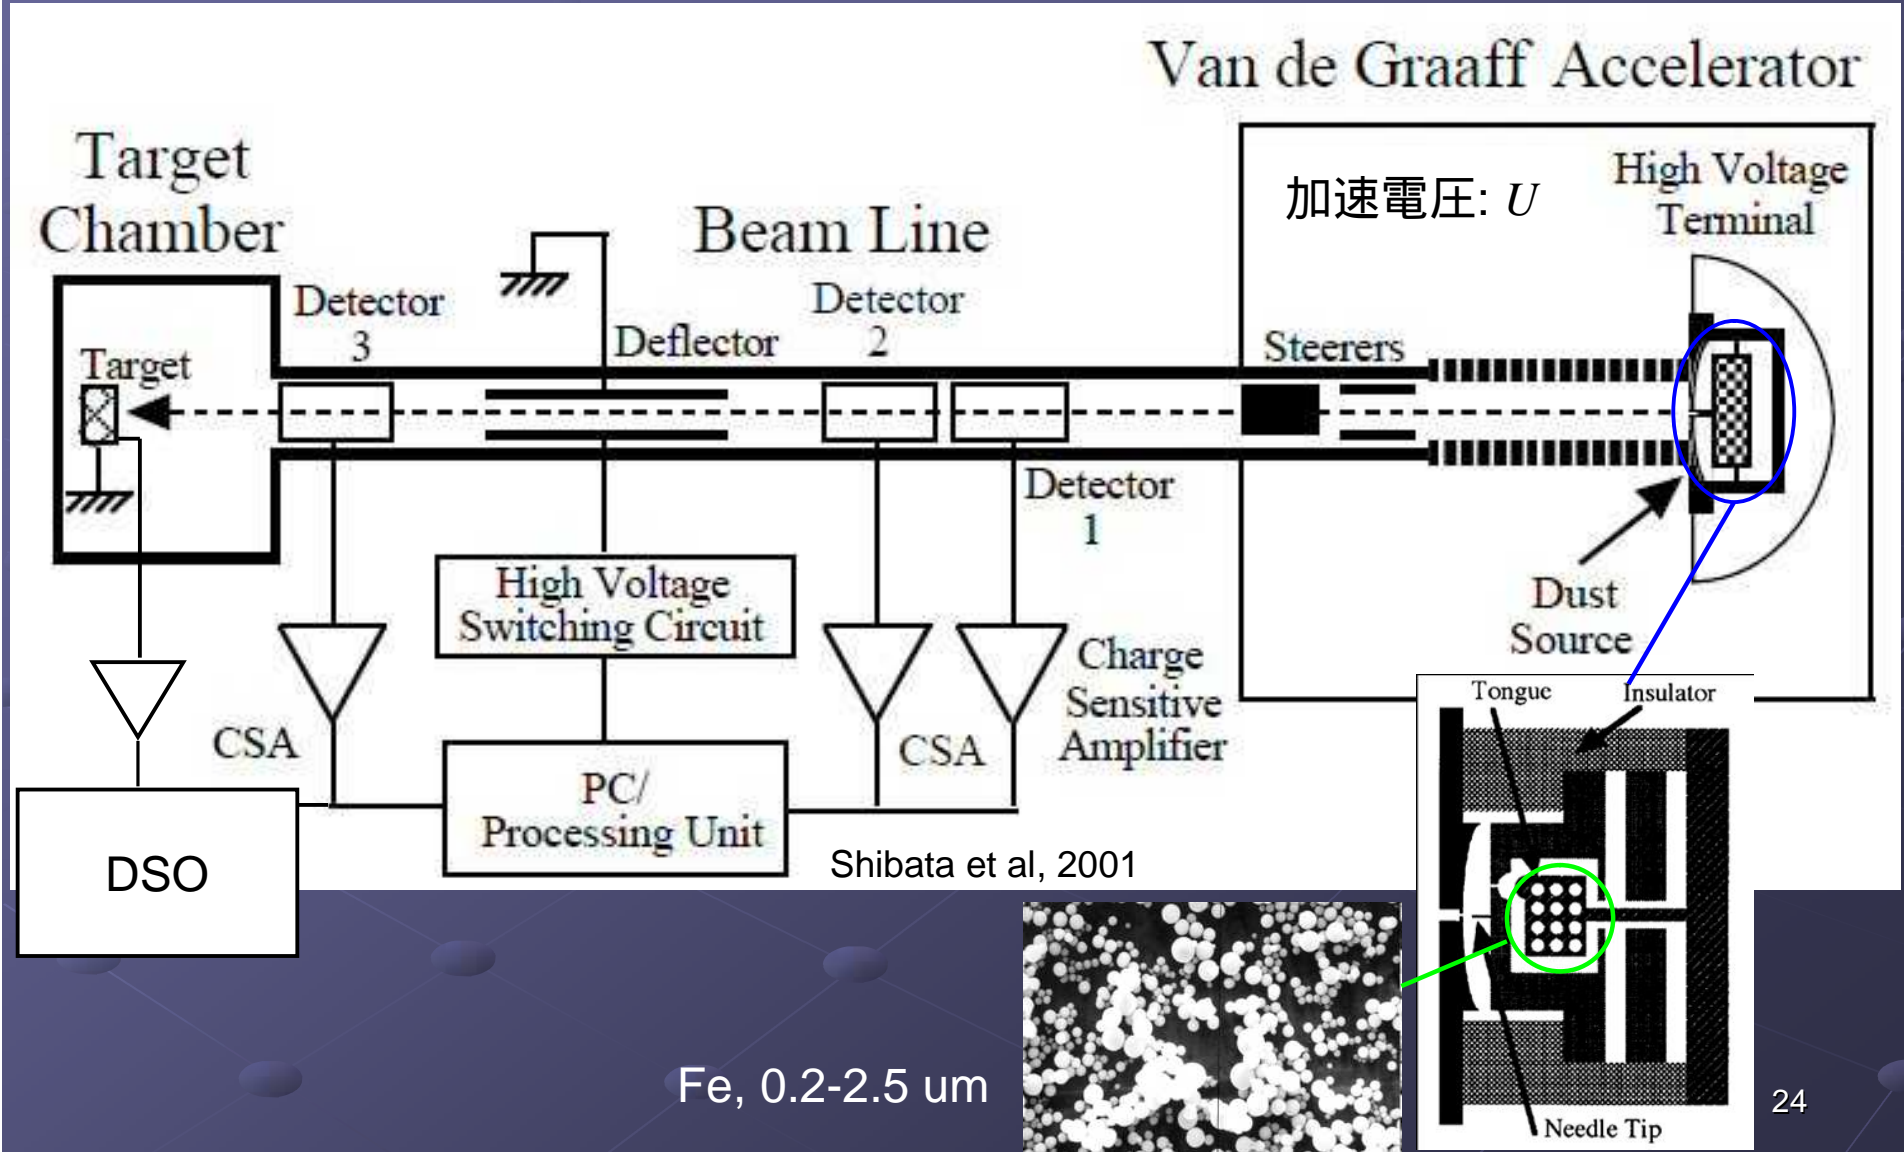 Van de Graaff Accelerator
Target
Chamber
Beam Line
加速電圧: U
High Voltage
Terminal
Detector
3
Deflector
Detector
2
Steerers
Target
Detector
1
Dust
Source
High Voltage
Switching Circuit
Charge
Sensitive
Amplifier
CSA
CSA
PC/
Processing Unit
DSO
Shibata et al, 2001
Tongue
Insulator
Needle Tip
Fe, 0.2-2.5 um
24